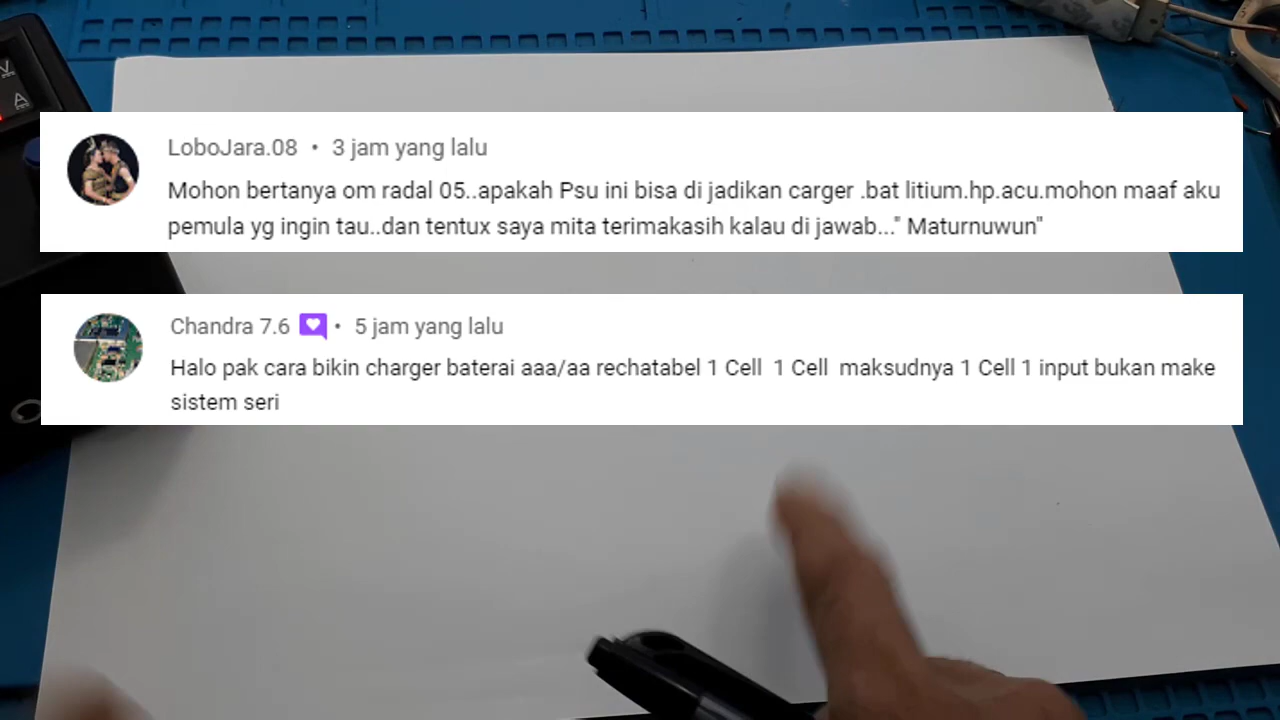 V
A
LoboJara.08 • 3 jam yang lalu
Mohon bertanya om radal 05..apakah Psu ini bisa di jadikan carger .bat litium.hp.acu.mohon maaf aku
pemula yg ingin tau..dan tentux saya mita terimakasih kalau di jawab..." Maturnuwun"
Chandra 7.6 • 5 jam yang lalu
Halo pak cara bikin charger baterai aaa/aa rechatabel 1 Cell 1 Cell maksudnya 1 Cell 1 input bukan make
sistem seri